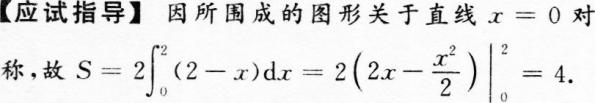 【应试指导】 因所围成的图形关于直线 x = 0 对
称,故 S = 2∫₀²(2 − x)dx = 2(2x − x²/2)|₀² = 4.